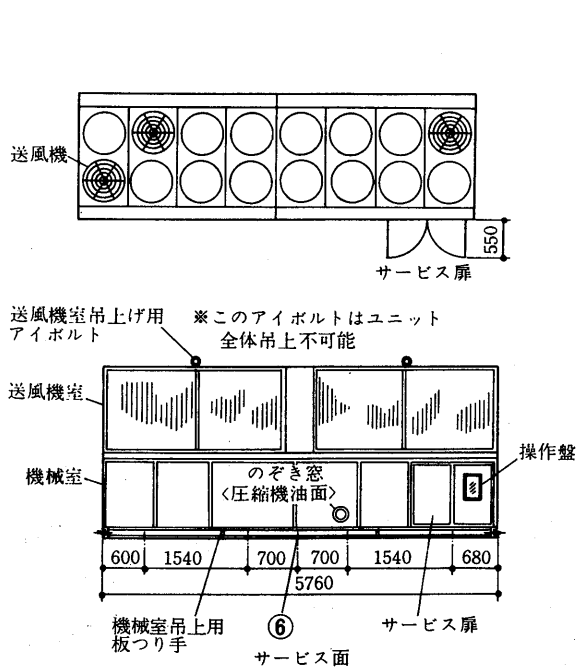 送風機
550
サービス扉
送風機室吊上げ用
アイボルト
※このアイボルトはユニット
全体吊上不可能
送風機室
操作盤
機械室
のぞき窓
<圧縮機油面>
600 1540 700 700 1540 680
5760
機械室吊上用
板つり手
⑥
サービス扉
サービス面